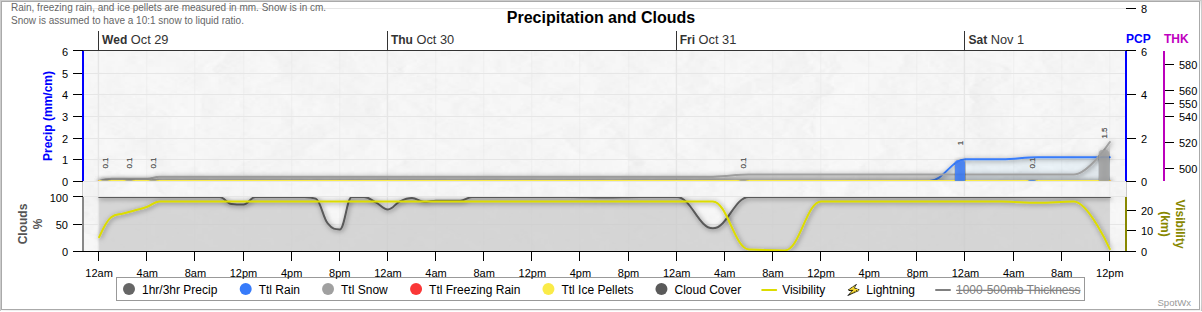 Rain, freezing rain, and ice pellets are measured in mm. Snow is in cm.
Snow is assumed to have a 10:1 snow to liquid ratio.
Precipitation and Clouds
Wed Oct 29
Thu Oct 30
Fri Oct 31
Sat Nov 1
PCP
THK
Precip (mm/cm)
6
5
4
3
2
1
0
0.1
0.1
0.1
0.1
1
0.1
1.5
8
6
4
2
0
580
560
550
540
520
500
Clouds
%
100
50
0
20
10
0
Visibility
(km)
12am 4am 8am 12pm 4pm 8pm 12am 4am 8am 12pm 4pm 8pm 12am 4am 8am 12pm 4pm 8pm 12am 4am 8am 12pm
1hr/3hr Precip Ttl Rain Ttl Snow Ttl Freezing Rain Ttl Ice Pellets Cloud Cover Visibility Lightning 1000-500mb Thickness
SpotWx